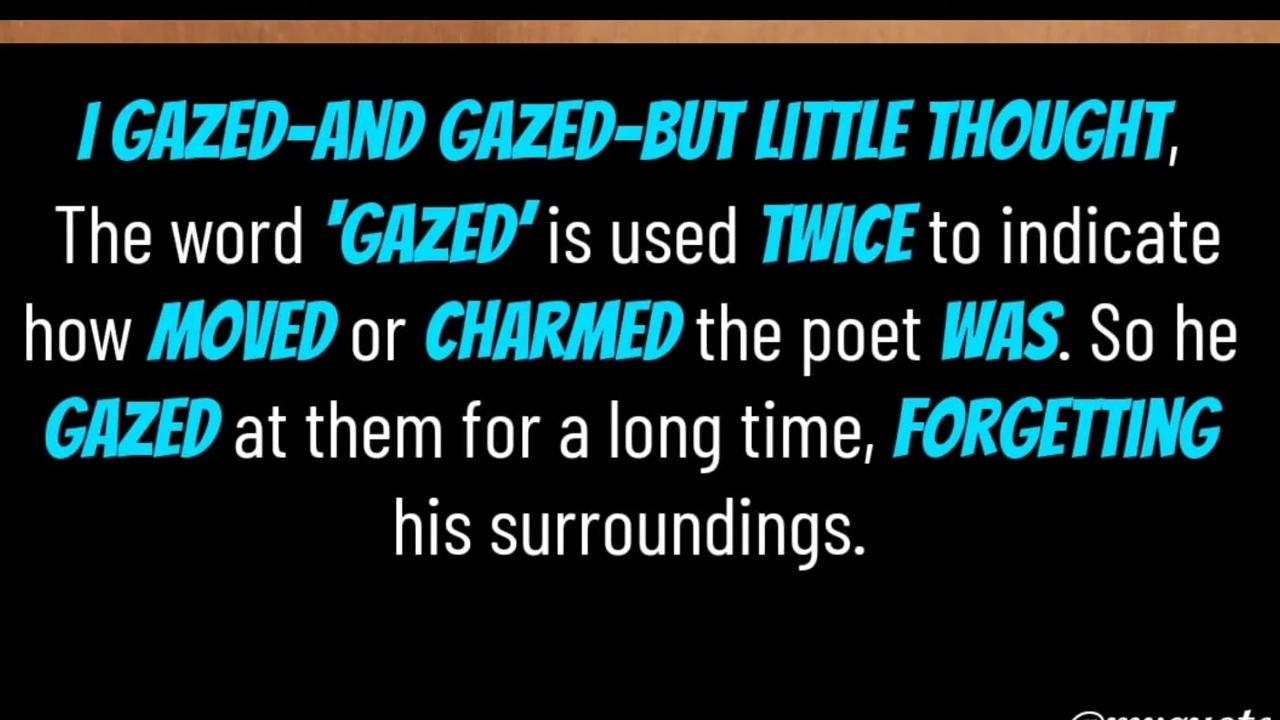 I GAZED-AND GAZED-BUT LITTLE THOUGHT,
The word 'GAZED' is used TWICE to indicate
how MOVED or CHARMED the poet WAS. So he
GAZED at them for a long time, FORGETTING
his surroundings.